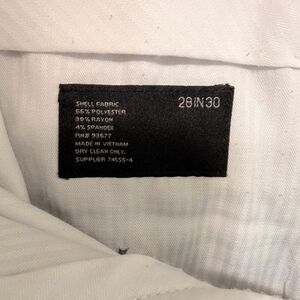 28IN30
SHELL FABRIC
66% POLYESTER
30% RAYON
4% SPANDEX
RN# 93677
MADE IN VIETNAM
DRY CLEAN ONLY.
SUPPLIER 74555-4